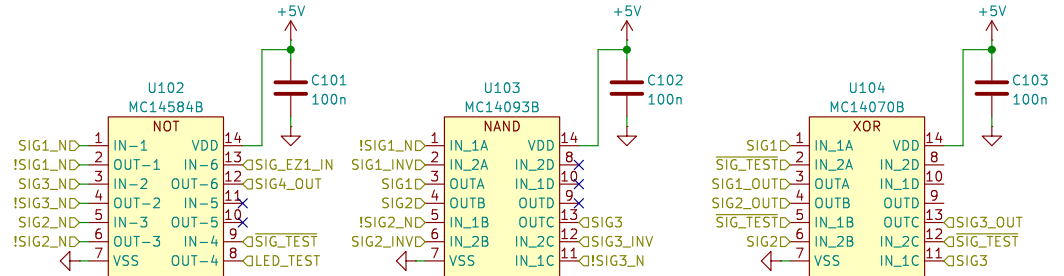 +5V
+5V
+5V
C101
100n
C102
100n
C103
100n
U102
MC14584B
NOT
SIG1_N 1 IN-1 VDD 14
!SIG1_N 2 OUT-1 IN-6 13 SIG_EZ1_IN
SIG3_N 3 IN-2 OUT-6 12 SIG4_OUT
!SIG3_N 4 OUT-2 IN-5 11
SIG2_N 5 IN-3 OUT-5 10
!SIG2_N 6 OUT-3 IN-4 9 SIG_TEST
7 VSS OUT-4 8 LED_TEST
U103
MC14093B
NAND
!SIG1_N 1 IN_1A VDD 14
SIG1_INV 2 IN_2A IN_2D 8
SIG1 3 OUTA IN_1D 10
SIG2 4 OUTB OUTD 9
!SIG2_N 5 IN_1B OUTC 13 SIG3
SIG2_INV 6 IN_2B IN_2C 12 SIG3_INV
7 VSS IN_1C 11 !SIG3_N
U104
MC14070B
XOR
SIG1 1 IN_1A VDD 14
SIG_TEST 2 IN_2A IN_2D 8
SIG1_OUT 3 OUTA IN_1D 10
SIG2_OUT 4 OUTB OUTD 9
SIG_TEST 5 IN_1B OUTC 13 SIG3_OUT
SIG2 6 IN_2B IN_2C 12 SIG_TEST
7 VSS IN_1C 11 SIG3